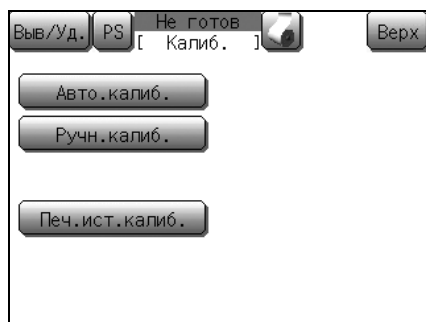 Выв/Уд. PS Не готов Верх
[ Калиб. ]
Авто.калиб.
Ручн.калиб.
Печ.ист.калиб.